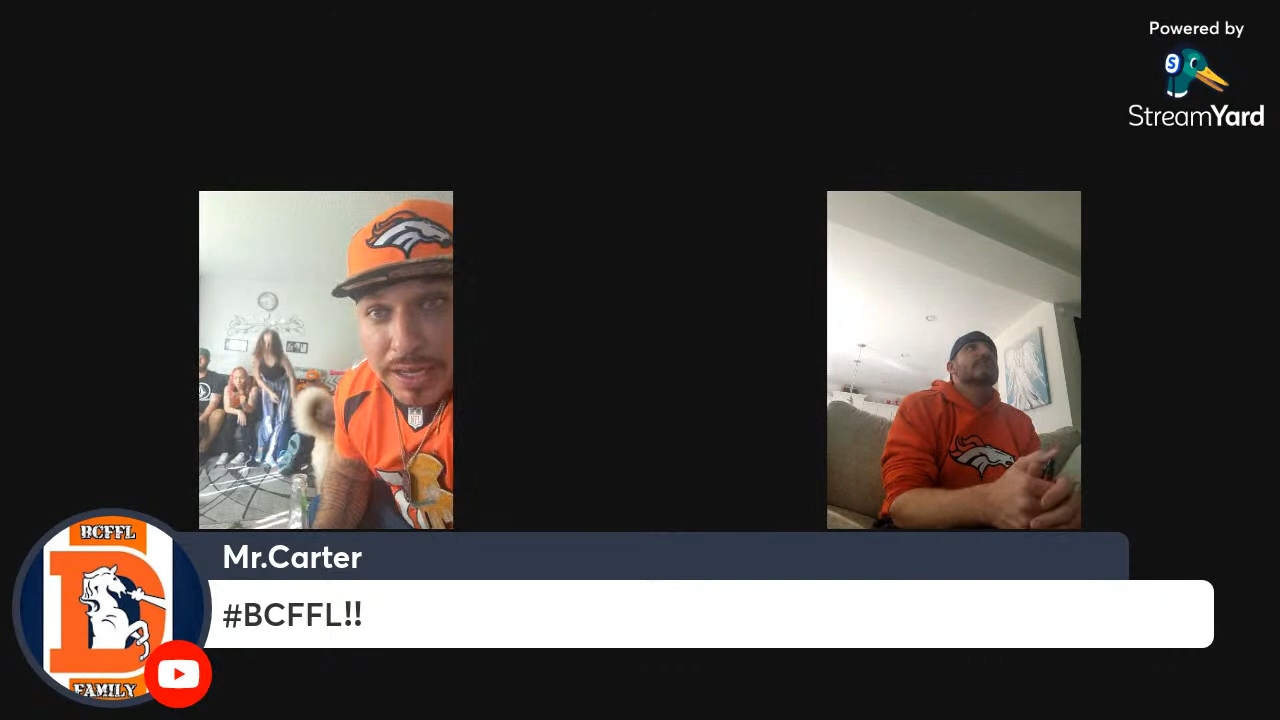 Powered by
S
StreamYard
Mr.Carter
#BCFFL!!
BCFFL
D
FAMILY